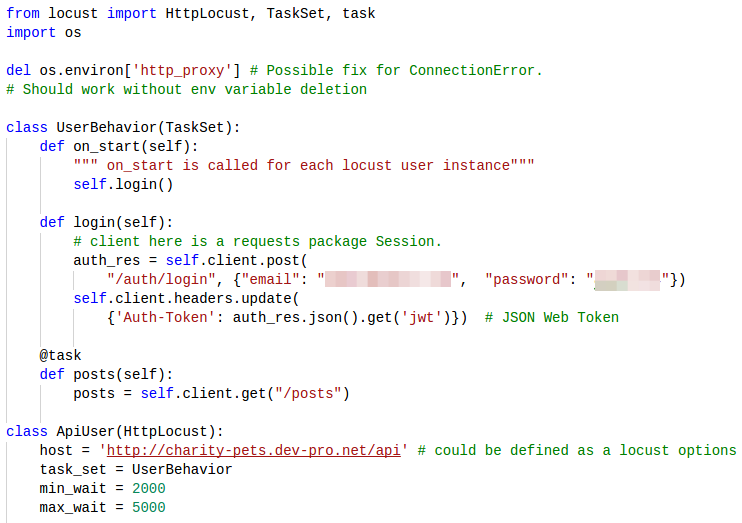 from locust import HttpLocust, TaskSet, task
import os
del os.environ['http_proxy'] # Possible fix for ConnectionError.
# Should work without env variable deletion
class UserBehavior(TaskSet):
def on_start(self):
""" on_start is called for each locust user instance"""
self.login()
def login(self):
# client here is a requests package Session.
auth_res = self.client.post(
"/auth/login", {"email": "", "password": ""})
self.client.headers.update(
{'Auth-Token': auth_res.json().get('jwt')}) # JSON Web Token
@task
def posts(self):
posts = self.client.get("/posts")
class ApiUser(HttpLocust):
host = 'http://charity-pets.dev-pro.net/api' # could be defined as a locust options
task_set = UserBehavior
min_wait = 2000
max_wait = 5000